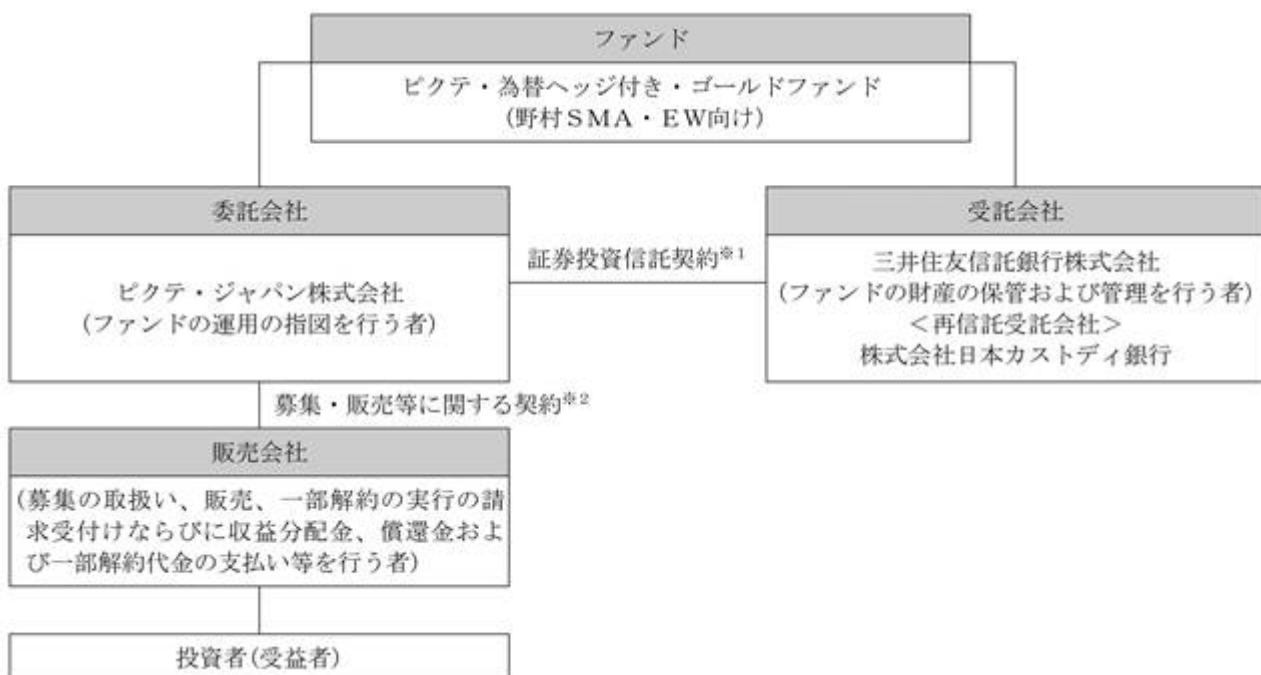 ファンド
ピクテ・為替ヘッジ付き・ゴールドファンド
(野村ＳＭＡ・ＥＷ向け)
委託会社
ピクテ・ジャパン株式会社
(ファンドの運用の指図を行う者)
証券投資信託契約※1
受託会社
三井住友信託銀行株式会社
(ファンドの財産の保管および管理を行う者)
＜再信託受託会社＞
株式会社日本カストディ銀行
募集・販売等に関する契約※2
販売会社
(募集の取扱い、販売、一部解約の実行の請
求受付けならびに収益分配金、償還金およ
び一部解約代金の支払い等を行う者)
投資者(受益者)